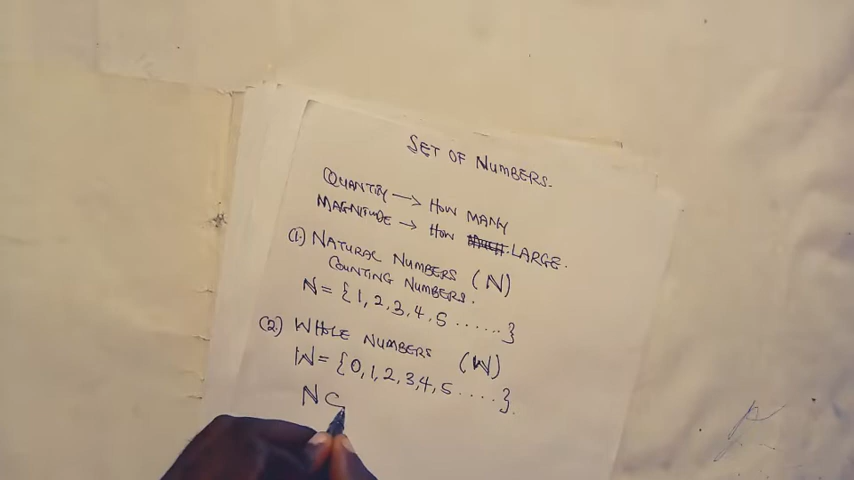 SET OF NUMBERS.
QUANTITY → HOW MANY
MAGNITUDE → HOW LARGE.
(1.) NATURAL NUMBERS (N)
COUNTING NUMBERS.
N = {1, 2, 3, 4, 5 ......}
(2.) WHOLE NUMBERS (W)
W = {0, 1, 2, 3, 4, 5 ....}.
N C